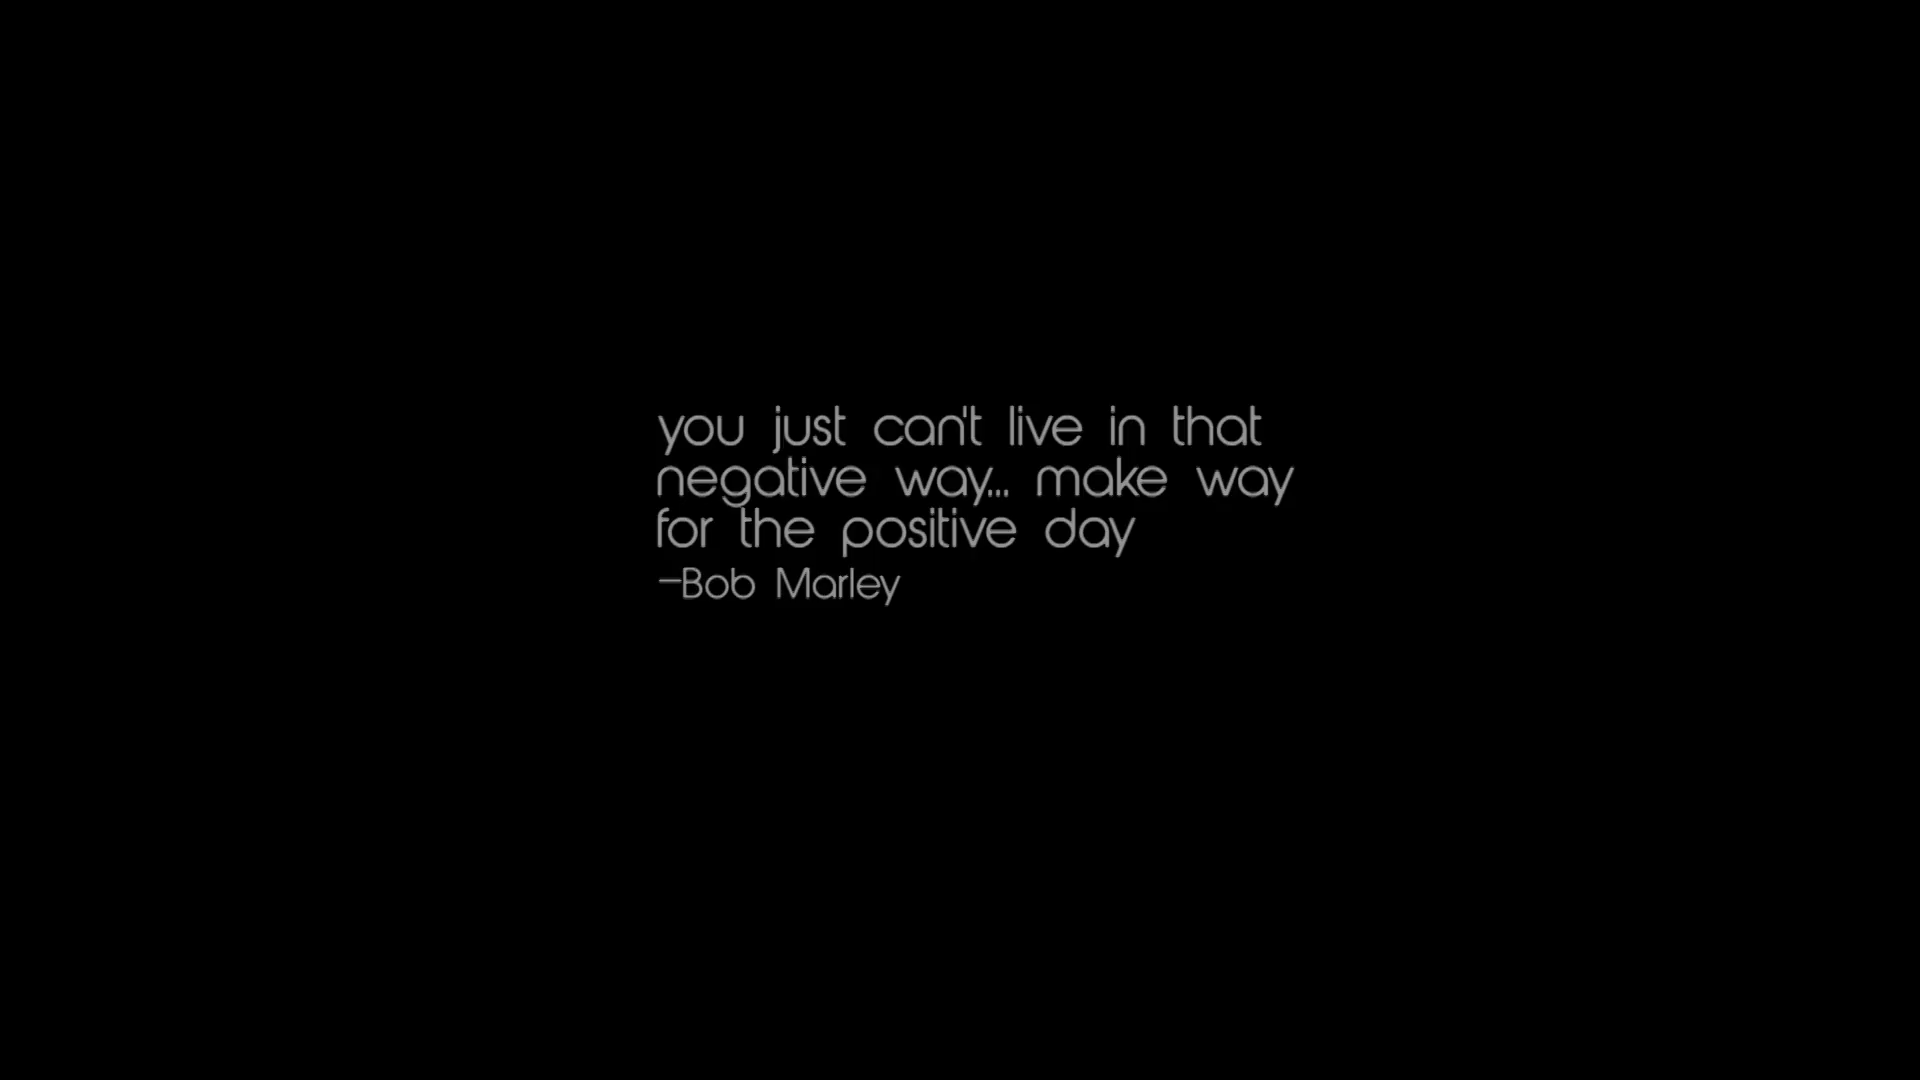 you just can't live in that
negative way... make way
for the positive day
—Bob Marley